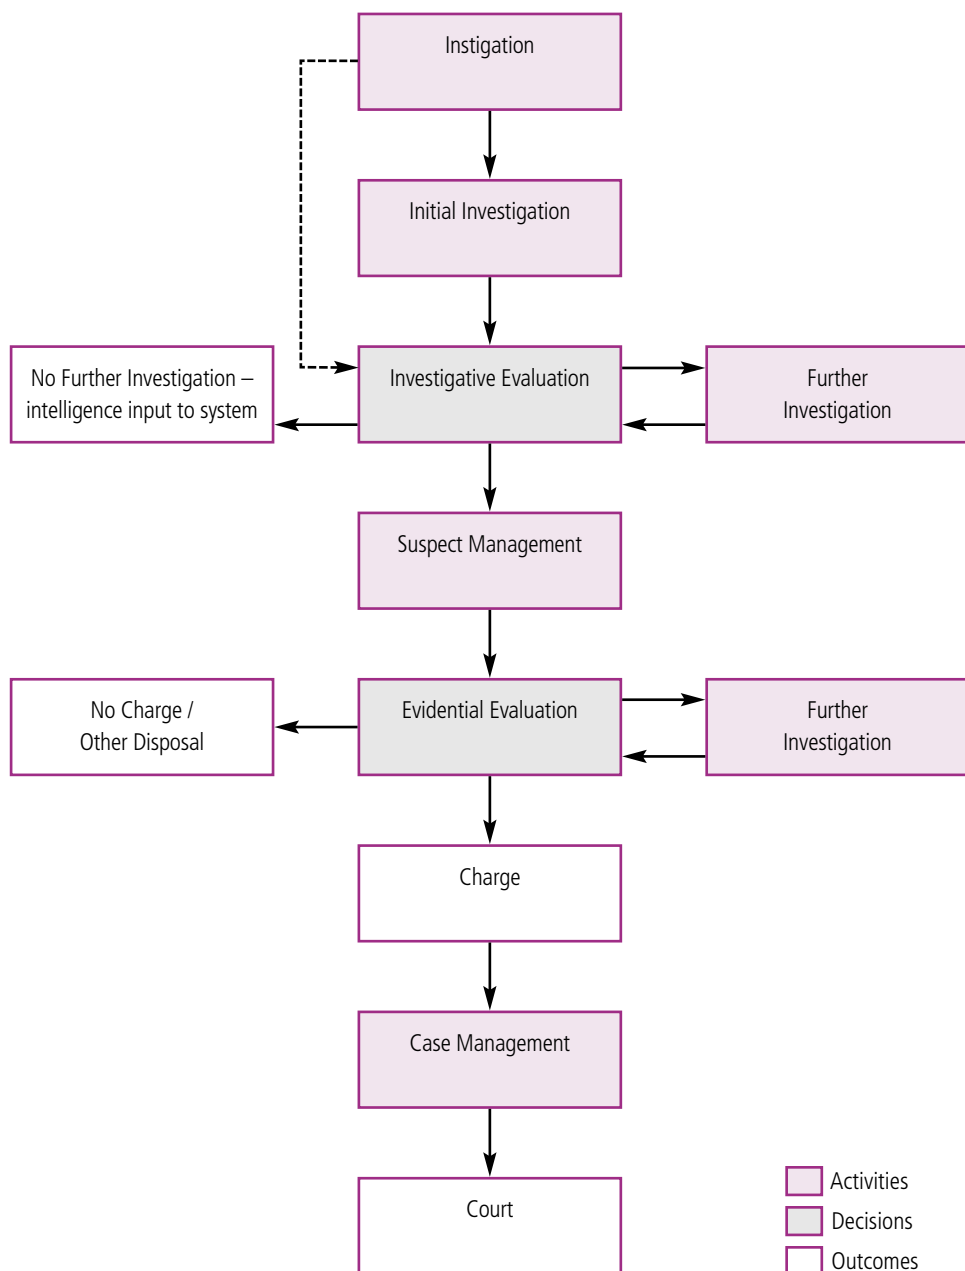 Instigation
Initial Investigation
No Further Investigation –
intelligence input to system
Investigative Evaluation
Further
Investigation
Suspect Management
No Charge /
Other Disposal
Evidential Evaluation
Further
Investigation
Charge
Case Management
Court
Activities
Decisions
Outcomes